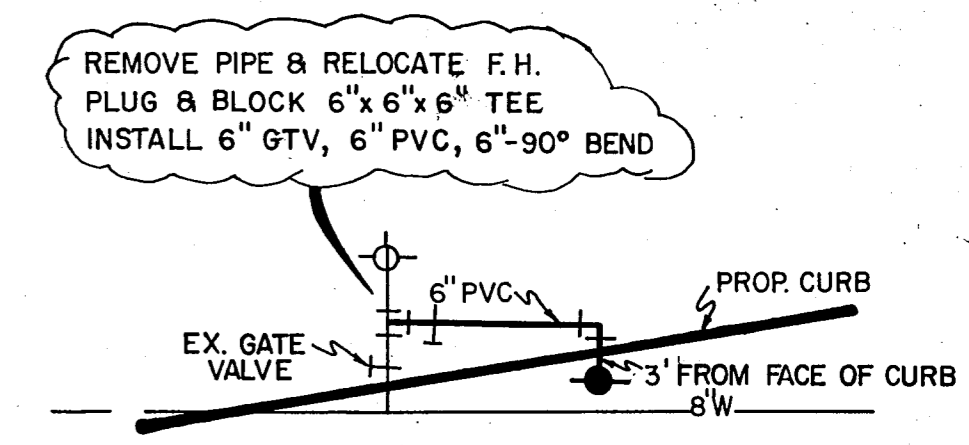 REMOVE PIPE & RELOCATE F.H.
PLUG & BLOCK 6"x 6"x 6" TEE
INSTALL 6" GTV, 6" PVC, 6"-90° BEND
6" PVC
PROP. CURB
EX. GATE
VALVE
3' FROM FACE OF CURB
8"W